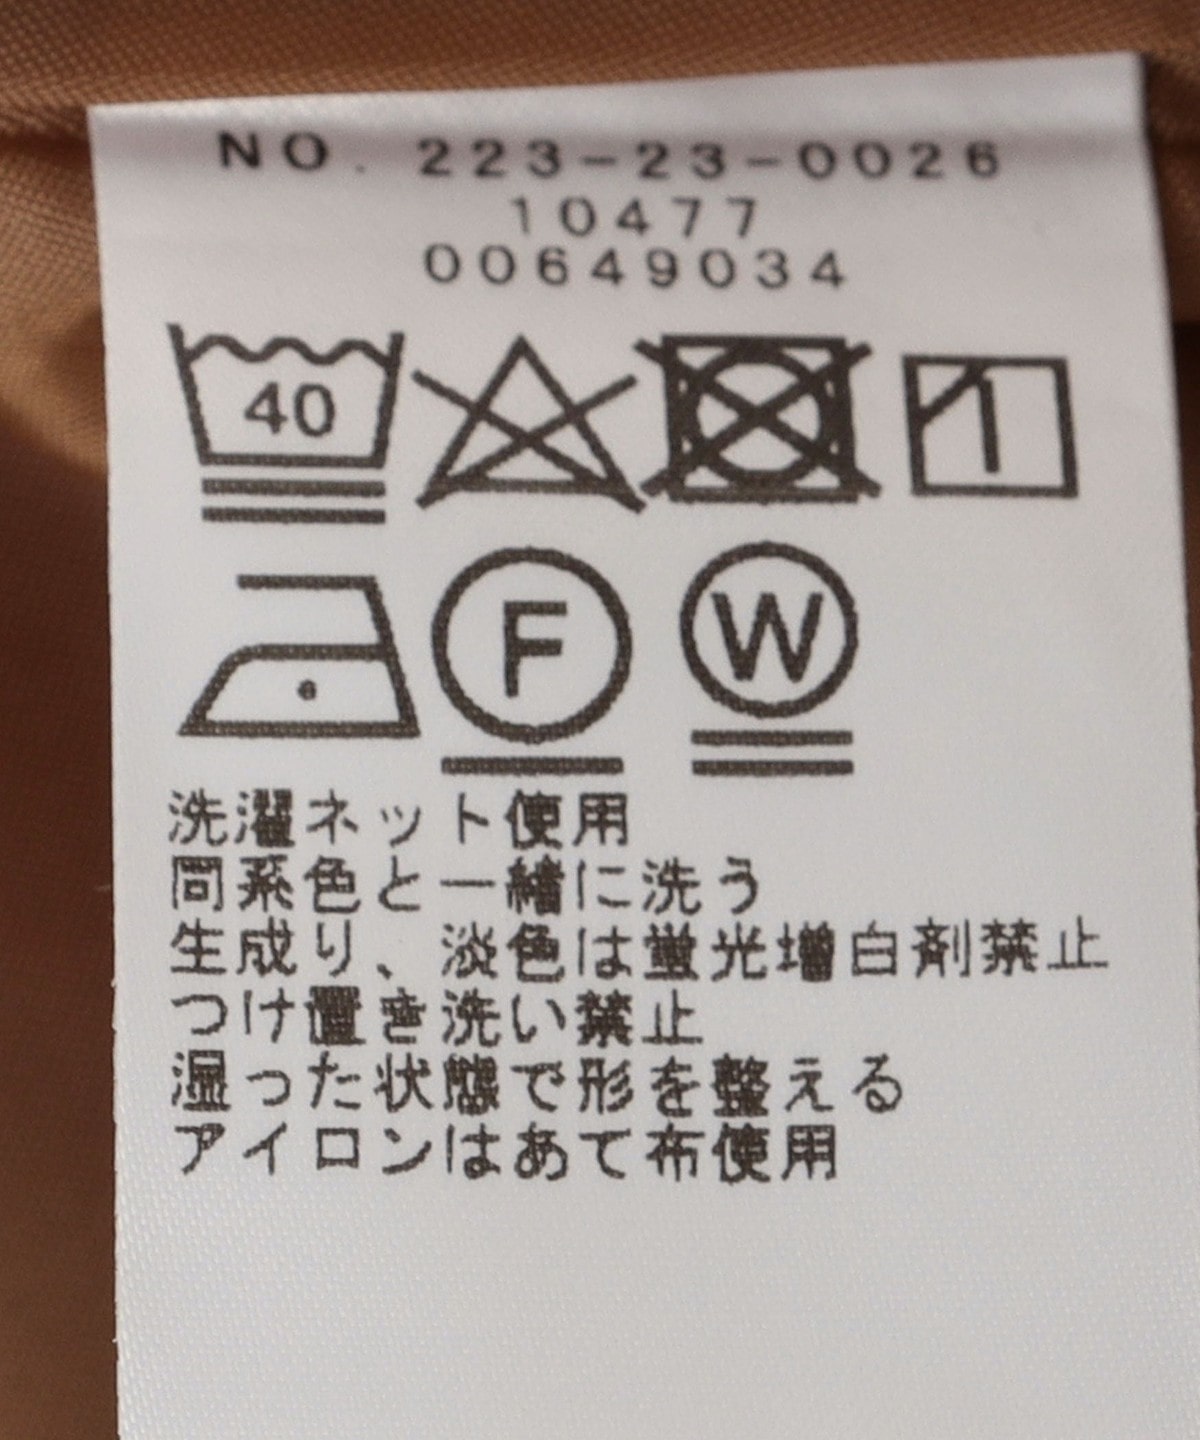 NO. 223-23-0026
10477
00649034
40
F W
洗濯ネット使用
同系色と一緒に洗う
生成り、淡色は蛍光増白剤禁止
つけ置き洗い禁止
湿った状態で形を整える
アイロンはあて布使用